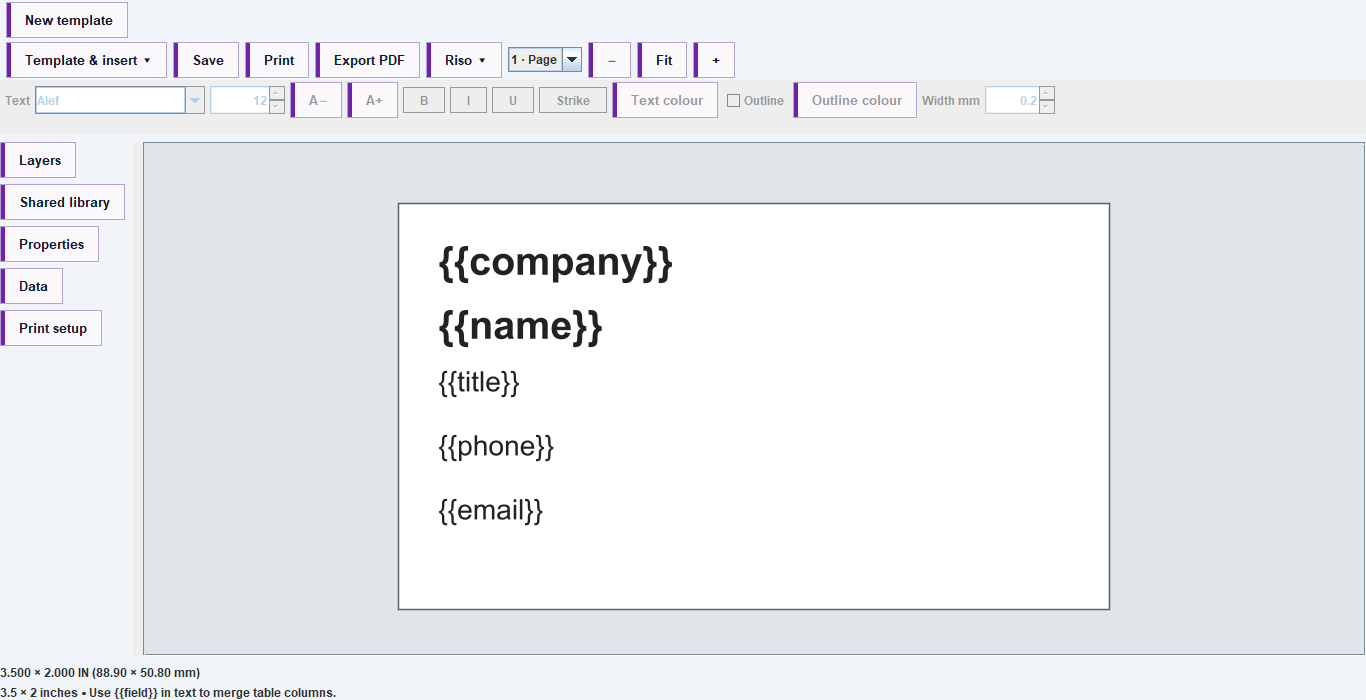 New template
Template & insert ▾ Save Print Export PDF Riso ▾ 1 · Page − Fit +
Text Alef 12 A− A+ B I U Strike Text colour Outline Outline colour Width mm 0.2
Layers
Shared library
Properties
Data
Print setup
{{company}}
{{name}}
{{title}}
{{phone}}
{{email}}
3.500 × 2.000 IN (88.90 × 50.80 mm)
3.5 × 2 inches • Use {{field}} in text to merge table columns.